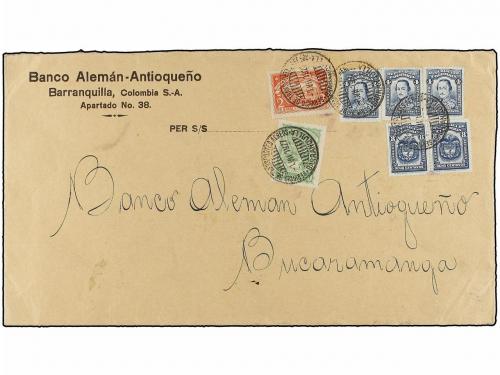 Banco Alemán-Antioqueño
Barranquilla, Colombia S.-A.
Apartado No. 38.
PER S/S
Banco Aleman Antioqueño
Bucaramanga